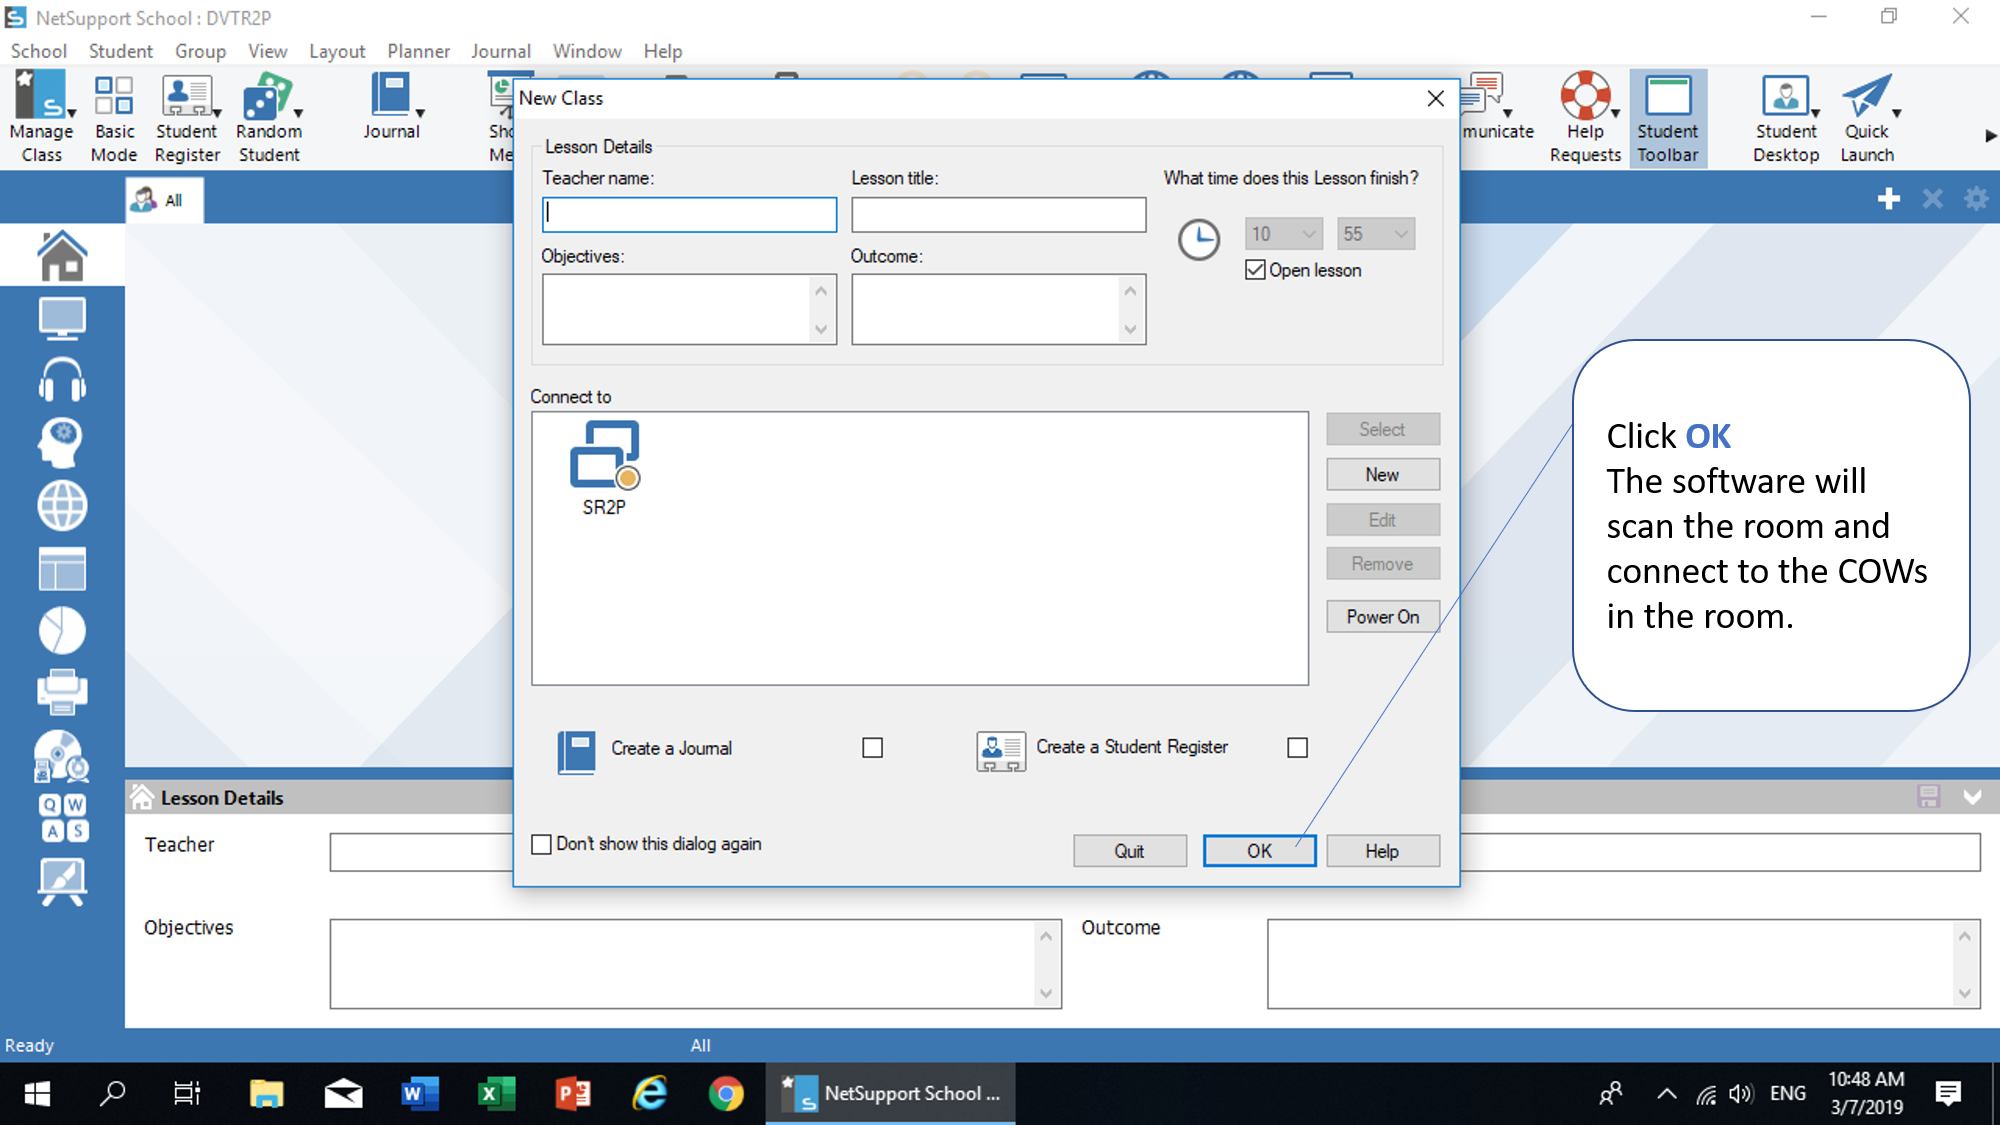 NetSupport School : DVTR2P
School Student Group View Layout Planner Journal Window Help
Manage Class
Basic Mode
Student Register
Random Student
Journal
municate
Help Requests
Student Toolbar
Student Desktop
Quick Launch
All
New Class
Lesson Details
Teacher name:
Lesson title:
What time does this Lesson finish?
10
55
Open lesson
Objectives:
Outcome:
Connect to
SR2P
Select
New
Edit
Remove
Power On
Create a Journal
Create a Student Register
Don't show this dialog again
Quit
OK
Help
Click OK
The software will
scan the room and
connect to the COWs
in the room.
Q W
A S
Lesson Details
Teacher
Objectives
Outcome
Ready
All
NetSupport School ...
ENG
10:48 AM
3/7/2019